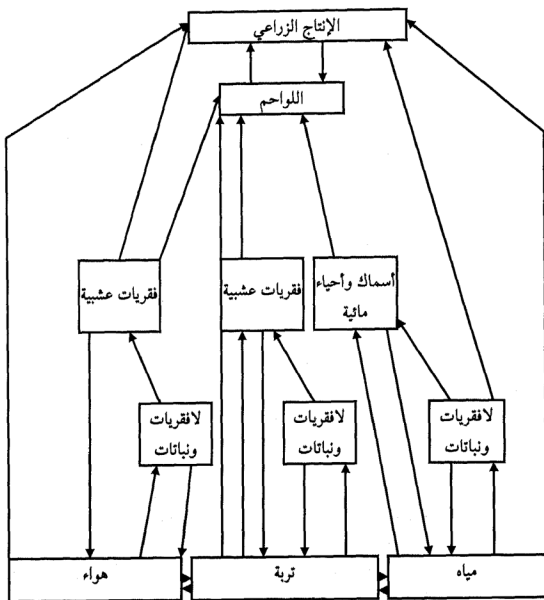 الإنتاج الزراعي
اللواحم
أسماك وأحياء
مائية
فقريات عشبية
فقريات عشبية
لافقريات
ونباتات
لافقريات
ونباتات
لافقريات
ونباتات
مياه
تربة
هواء